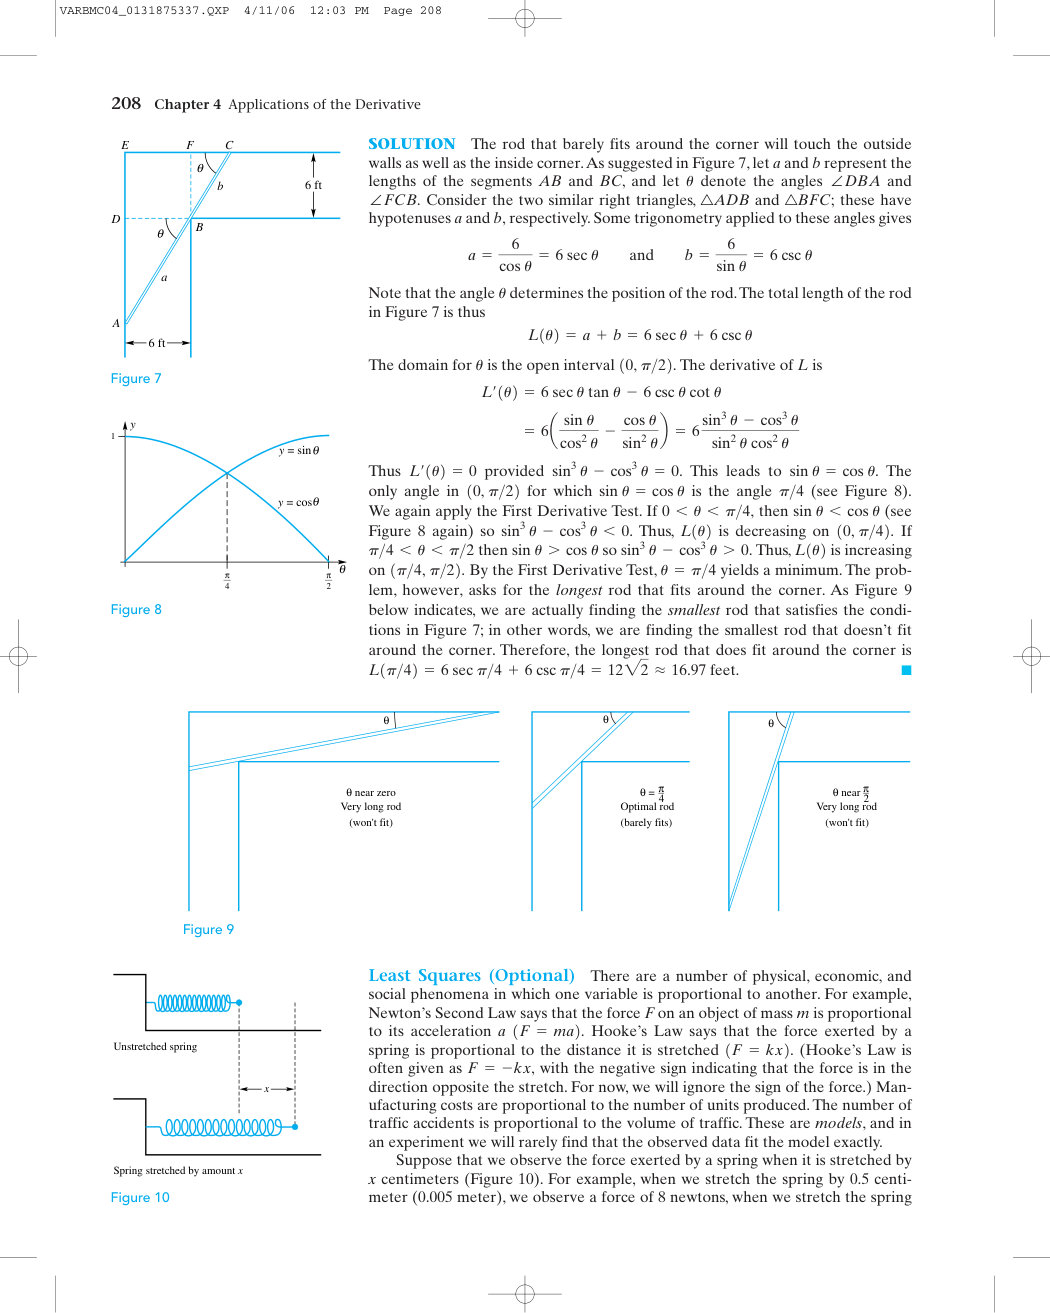 VARBMC04_0131875337.QXP 4/11/06 12:03 PM Page 208
208 Chapter 4 Applications of the Derivative
E F C
θ
b
6 ft
D
B
θ
a
A
6 ft
Figure 7
SOLUTION The rod that barely fits around the corner will touch the outside
walls as well as the inside corner. As suggested in Figure 7, let a and b represent the
lengths of the segments AB and BC, and let θ denote the angles ∠DBA and
∠FCB. Consider the two similar right triangles, △ADB and △BFC; these have
hypotenuses a and b, respectively. Some trigonometry applied to these angles gives
a = 6/cos θ = 6 sec θ and b = 6/sin θ = 6 csc θ
Note that the angle θ determines the position of the rod. The total length of the rod
in Figure 7 is thus
L(θ) = a + b = 6 sec θ + 6 csc θ
The domain for θ is the open interval (0, π/2). The derivative of L is
L′(θ) = 6 sec θ tan θ − 6 csc θ cot θ
= 6(sin θ/cos² θ − cos θ/sin² θ) = 6 (sin³ θ − cos³ θ)/(sin² θ cos² θ)
Thus L′(θ) = 0 provided sin³ θ − cos³ θ = 0. This leads to sin θ = cos θ. The
only angle in (0, π/2) for which sin θ = cos θ is the angle π/4 (see Figure 8).
We again apply the First Derivative Test. If 0 < θ < π/4, then sin θ < cos θ (see
Figure 8 again) so sin³ θ − cos³ θ < 0. Thus, L(θ) is decreasing on (0, π/4). If
π/4 < θ < π/2 then sin θ > cos θ so sin³ θ − cos³ θ > 0. Thus, L(θ) is increasing
on (π/4, π/2). By the First Derivative Test, θ = π/4 yields a minimum. The prob-
lem, however, asks for the longest rod that fits around the corner. As Figure 9
below indicates, we are actually finding the smallest rod that satisfies the condi-
tions in Figure 7; in other words, we are finding the smallest rod that doesn't fit
around the corner. Therefore, the longest rod that does fit around the corner is
L(π/4) = 6 sec π/4 + 6 csc π/4 = 12√2 ≈ 16.97 feet.
y
1
y = sinθ
y = cosθ
π/4
π/2
θ
Figure 8
θ
θ near zero
Very long rod
(won't fit)
θ
θ = π/4
Optimal rod
(barely fits)
θ
θ near π/2
Very long rod
(won't fit)
Figure 9
Unstretched spring
x
Spring stretched by amount x
Figure 10
Least Squares (Optional) There are a number of physical, economic, and
social phenomena in which one variable is proportional to another. For example,
Newton's Second Law says that the force F on an object of mass m is proportional
to its acceleration a (F = ma). Hooke's Law says that the force exerted by a
spring is proportional to the distance it is stretched (F = kx). (Hooke's Law is
often given as F = −kx, with the negative sign indicating that the force is in the
direction opposite the stretch. For now, we will ignore the sign of the force.) Man-
ufacturing costs are proportional to the number of units produced. The number of
traffic accidents is proportional to the volume of traffic. These are models, and in
an experiment we will rarely find that the observed data fit the model exactly.
Suppose that we observe the force exerted by a spring when it is stretched by
x centimeters (Figure 10). For example, when we stretch the spring by 0.5 centi-
meter (0.005 meter), we observe a force of 8 newtons, when we stretch the spring